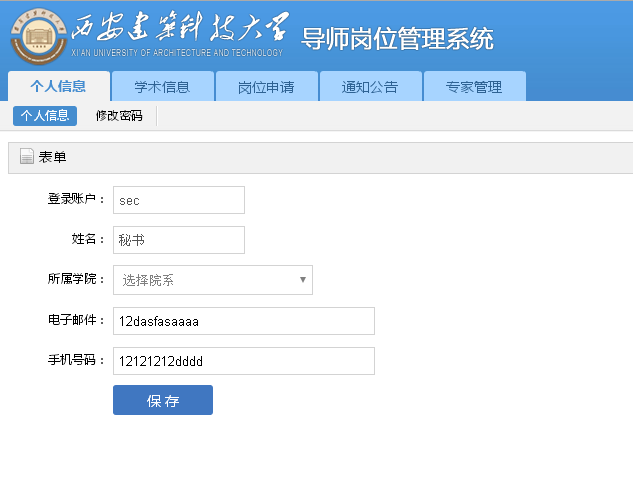 西安建筑科技大学
XI'AN UNIVERSITY OF ARCHITECTURE AND TECHNOLOGY
导师岗位管理系统
个人信息 学术信息 岗位申请 通知公告 专家管理
个人信息 修改密码
表单
登录账户： sec
姓名： 秘书
所属学院： 选择院系
电子邮件： 12dasfasaaaa
手机号码： 12121212dddd
保存